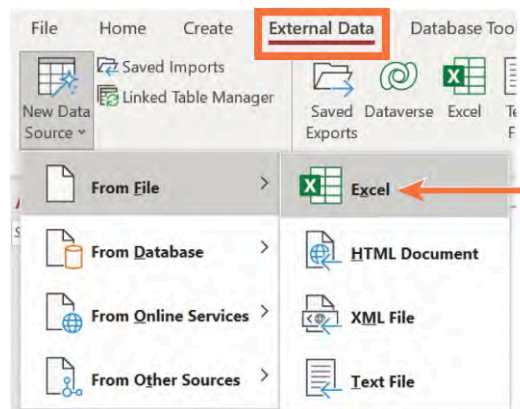 File Home Create External Data Database Too
Saved Imports
Linked Table Manager
New Data
Source
Saved
Exports
Dataverse
Excel
From File
From Database
From Online Services
From Other Sources
Excel
HTML Document
XML File
Text File